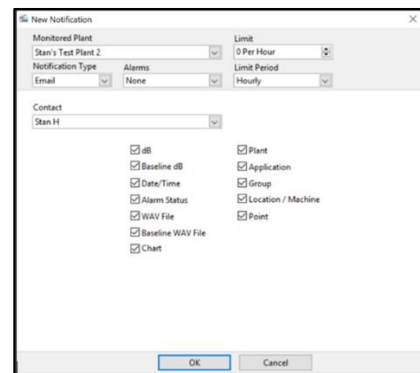 New Notification
Monitored Plant Limit
Stan's Test Plant 2 0 Per Hour
Notification Type Alarms Limit Period
Email None Hourly
Contact
Stan H
dB Plant
Baseline dB Application
Date/Time Group
Alarm Status Location / Machine
WAV File Point
Baseline WAV File
Chart
OK Cancel